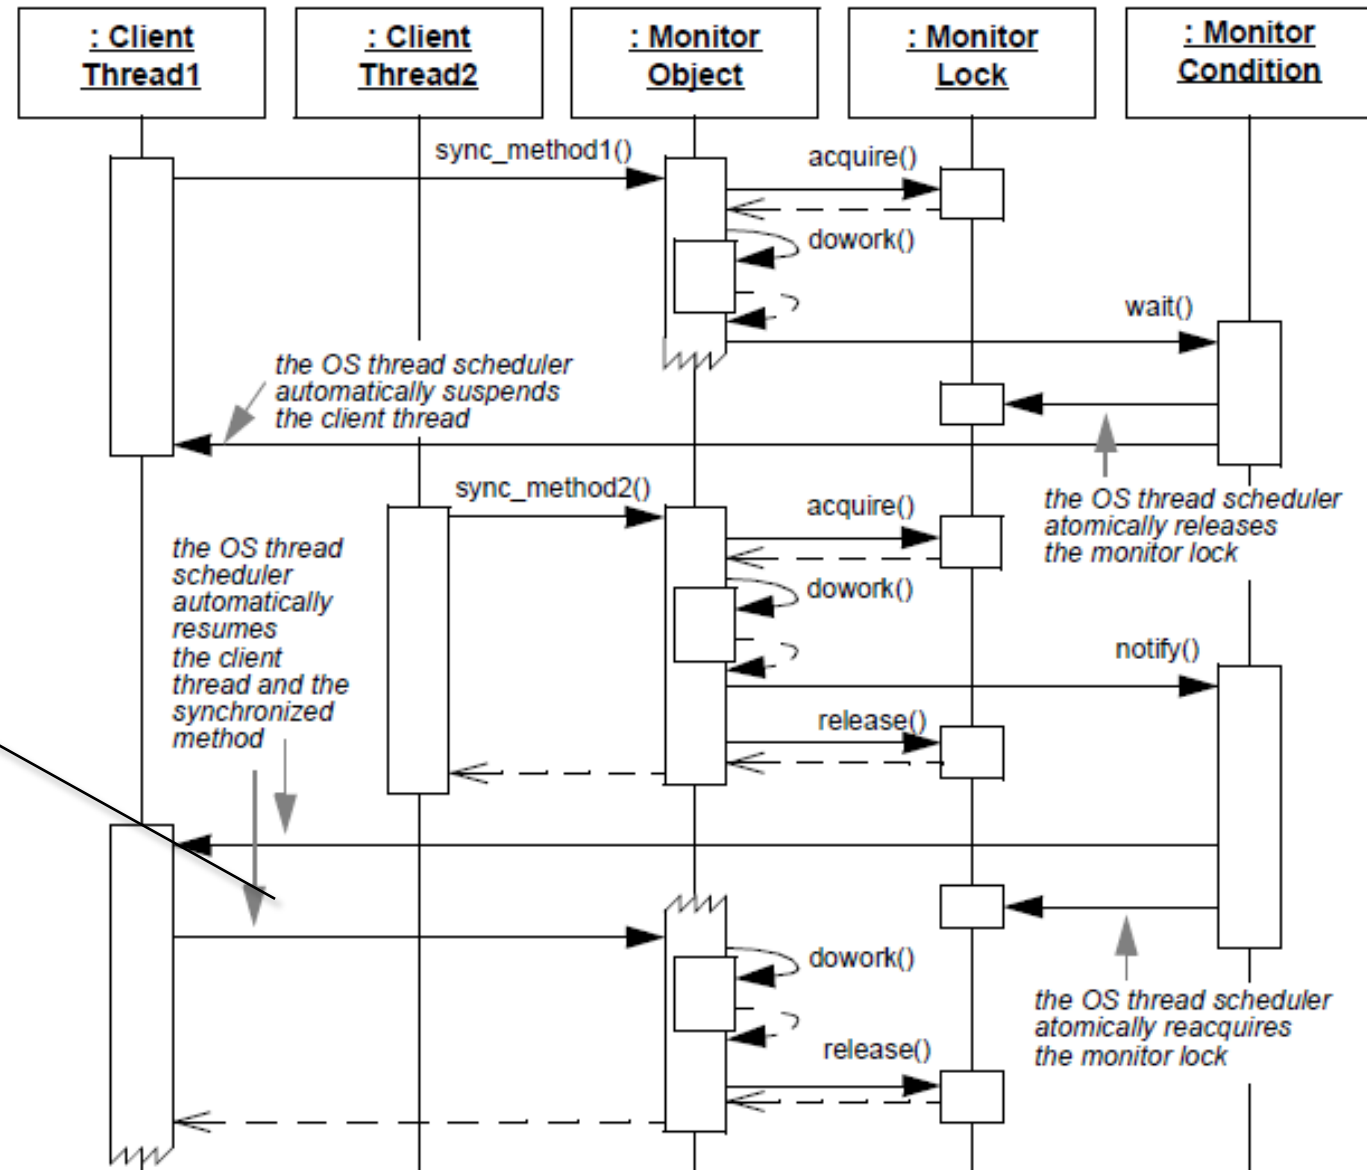 : Client
Thread1
: Client
Thread2
: Monitor
Object
: Monitor
Lock
: Monitor
Condition
sync_method1()
acquire()
dowork()
wait()
the OS thread scheduler
automatically suspends
the client thread
sync_method2()
acquire()
the OS thread scheduler
atomically releases
the monitor lock
the OS thread
scheduler
automatically
resumes
the client
thread and the
synchronized
method
dowork()
notify()
release()
dowork()
the OS thread scheduler
atomically reacquires
the monitor lock
release()